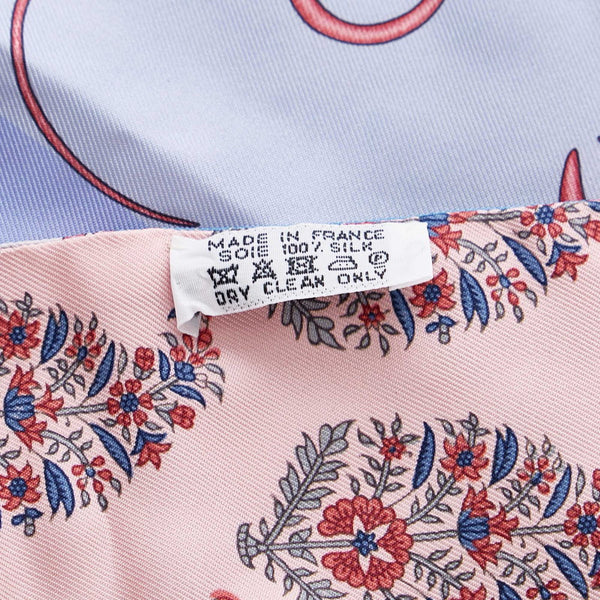 MADE IN FRANCE
SOIE 100% SILK
P
DRY CLEAN ONLY